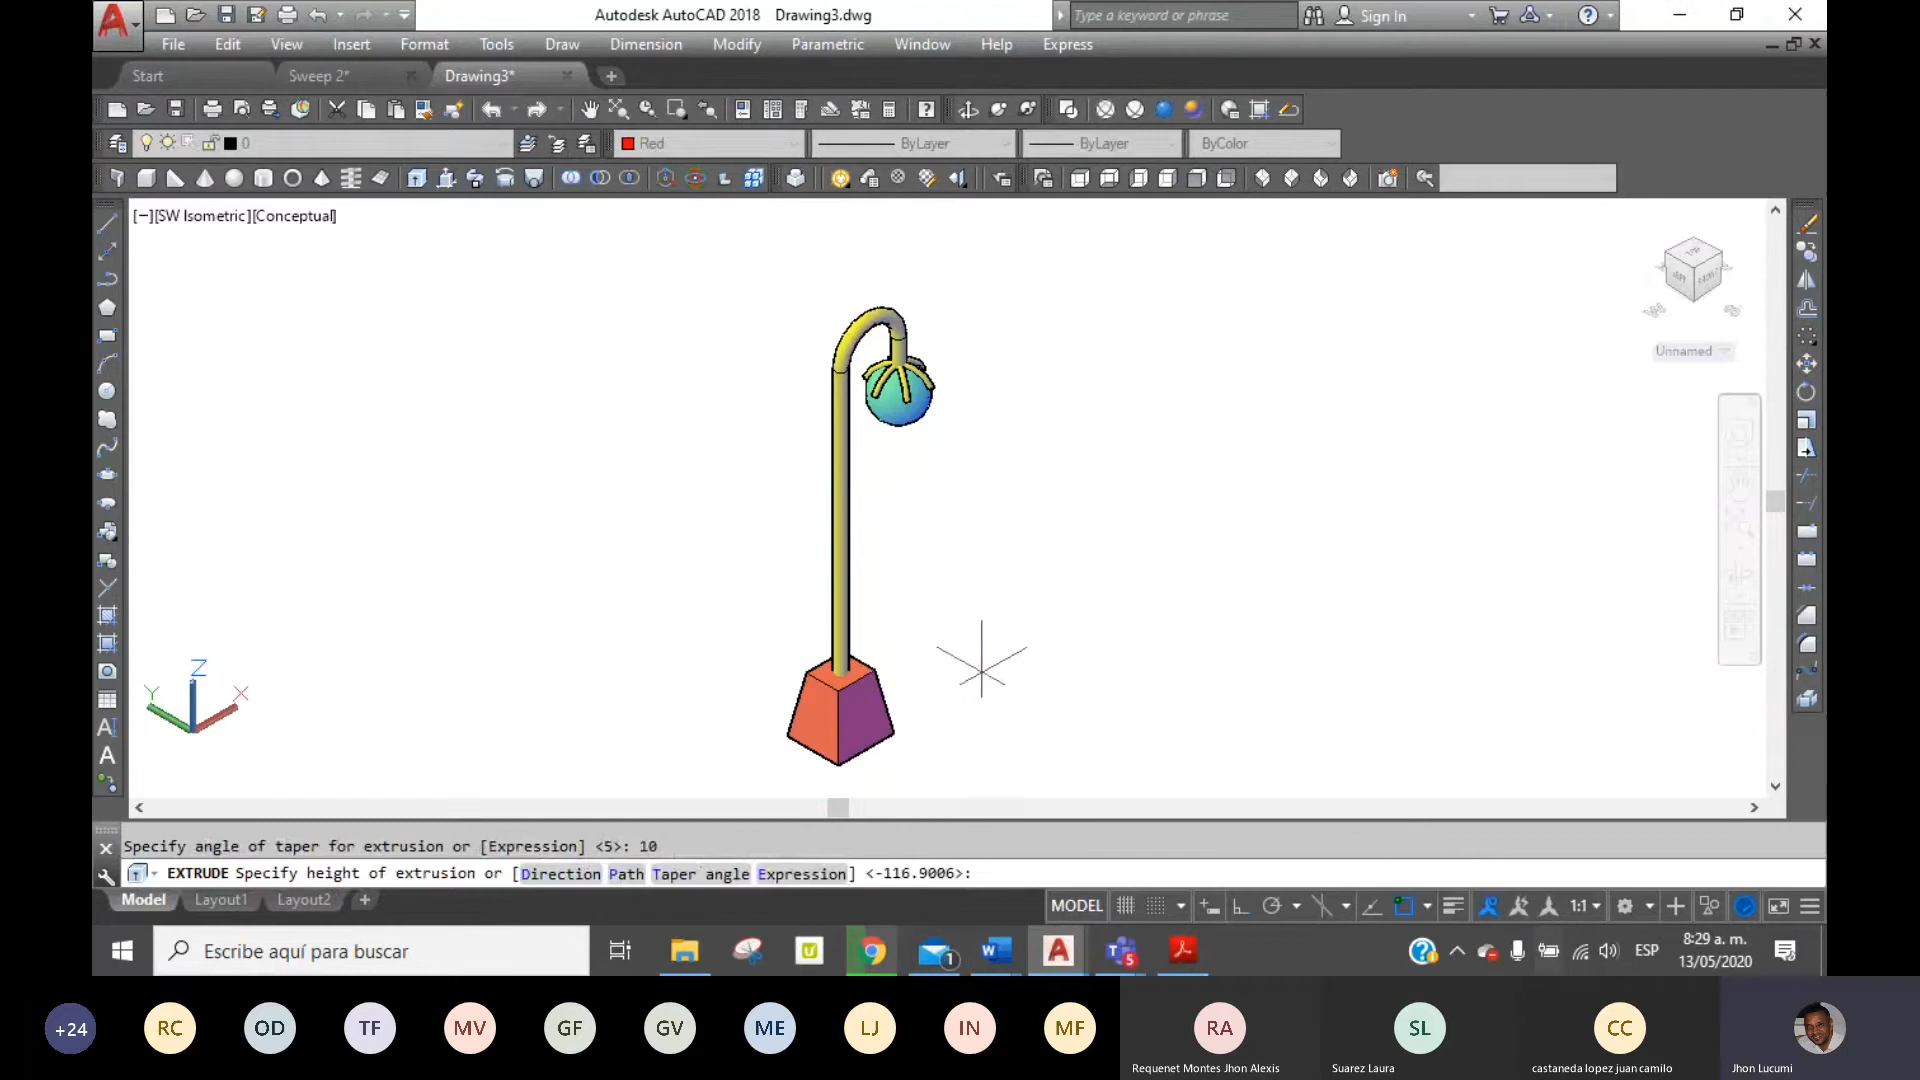 Autodesk AutoCAD 2018 Drawing3.dwg
Type a keyword or phrase
Sign In
File Edit View Insert Format Tools Draw Dimension Modify Parametric Window Help Express
Start Sweep 2* Drawing3*
0
Red
ByLayer
ByLayer
ByColor
[−][SW Isometric][Conceptual]
TOP
LEFT
Unnamed
Z
Y
X
Specify angle of taper for extrusion or [Expression] <5>: 10
EXTRUDE Specify height of extrusion or [Direction Path Taper angle Expression] <-116.9006>:
Model Layout1 Layout2 +
MODEL
1:1
Escribe aquí para buscar
1
5
ESP
8:29 a. m.
13/05/2020
+24
RC
OD
TF
MV
GF
GV
ME
LJ
IN
MF
RA
SL
CC
Requenet Montes Jhon Alexis
Suarez Laura
castaneda lopez juan camilo
Jhon Lucumi